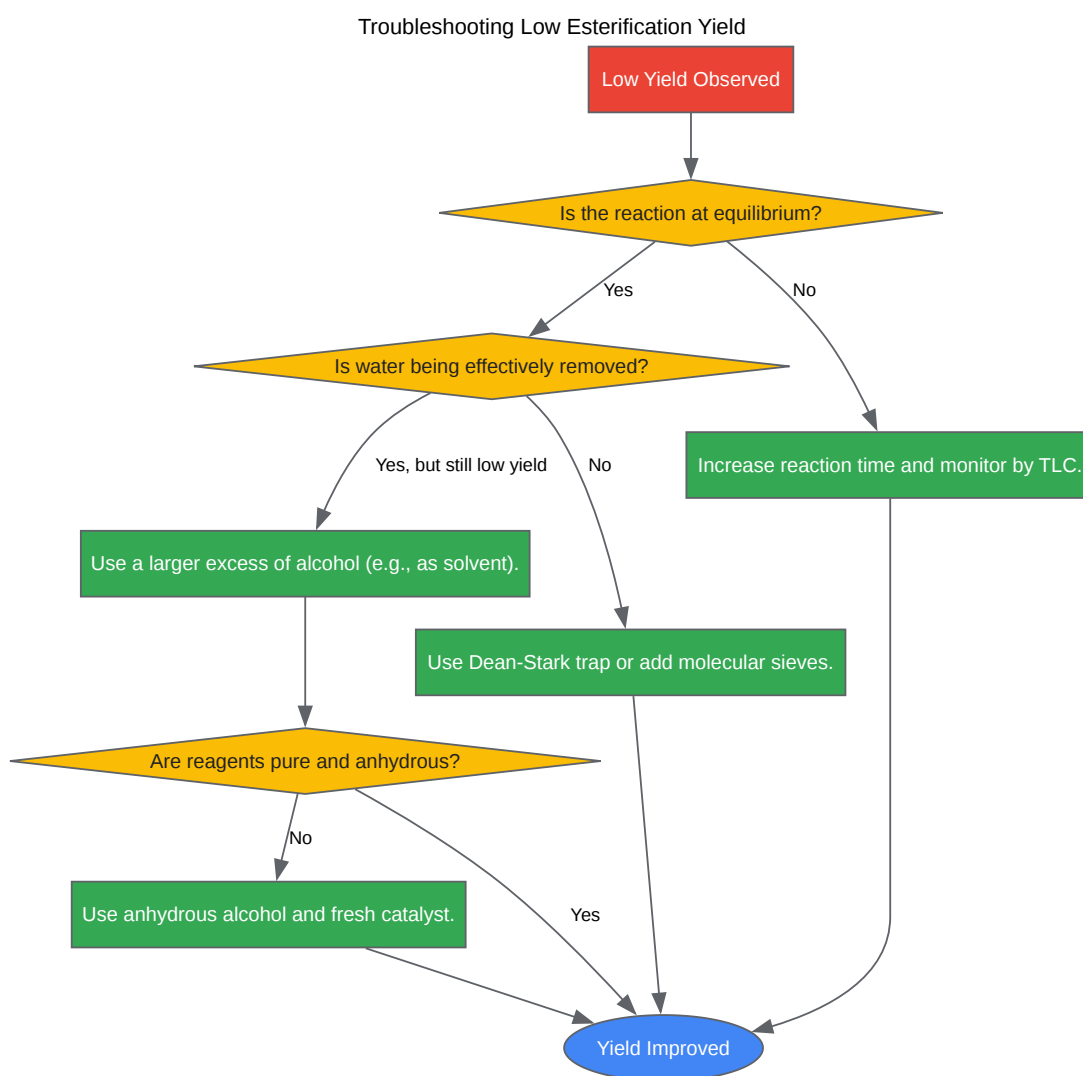 Troubleshooting Low Esterification Yield
Low Yield Observed
Is the reaction at equilibrium?
Yes
No
Is water being effectively removed?
Yes, but still low yield
No
Increase reaction time and monitor by TLC.
Use a larger excess of alcohol (e.g., as solvent).
Use Dean-Stark trap or add molecular sieves.
Are reagents pure and anhydrous?
No
Use anhydrous alcohol and fresh catalyst.
Yes
Yield Improved